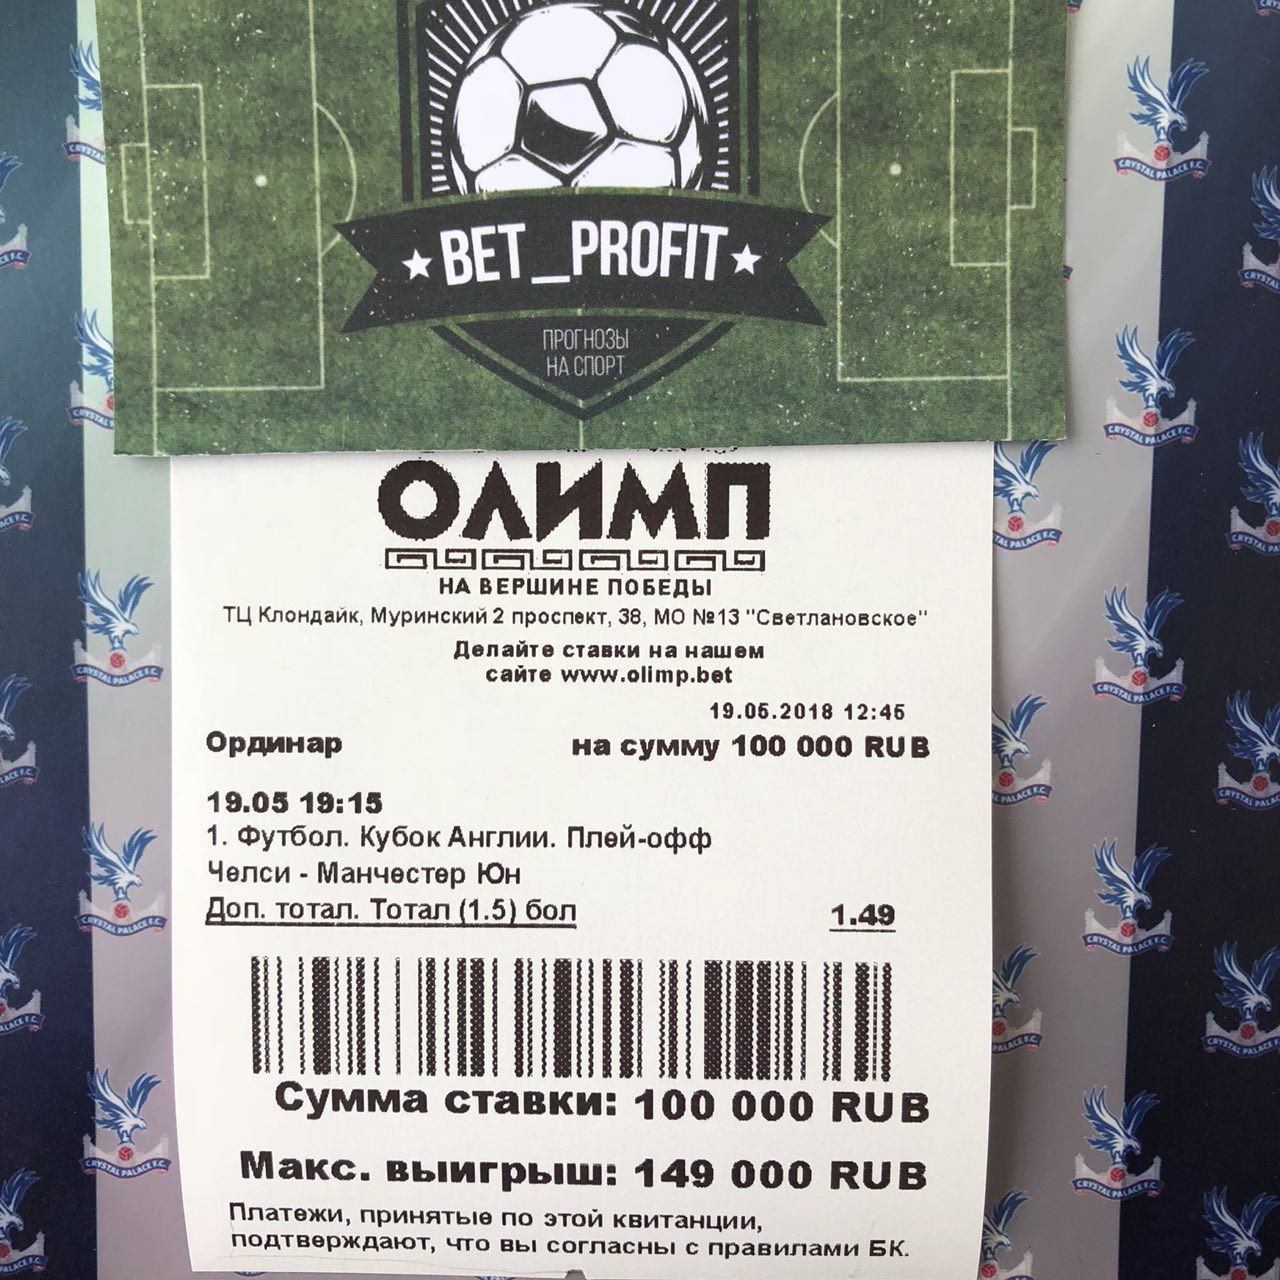 BET_PROFIT
ПРОГНОЗЫ
НА СПОРТ
ОЛИМП
НА ВЕРШИНЕ ПОБЕДЫ
ТЦ Клондайк, Муринский 2 проспект, 38, МО №13 "Светлановское"
Делайте ставки на нашем
сайте www.olimp.bet
19.05.2018 12:45
Ординар на сумму 100 000 RUB
19.05 19:15
1. Футбол. Кубок Англии. Плей-офф
Челси - Манчестер Юн
Доп. тотал. Тотал (1.5) бол 1.49
Сумма ставки: 100 000 RUB
Макс. выигрыш: 149 000 RUB
Платежи, принятые по этой квитанции,
подтверждают, что вы согласны с правилами БК.
CRYSTAL PALACE F.C.